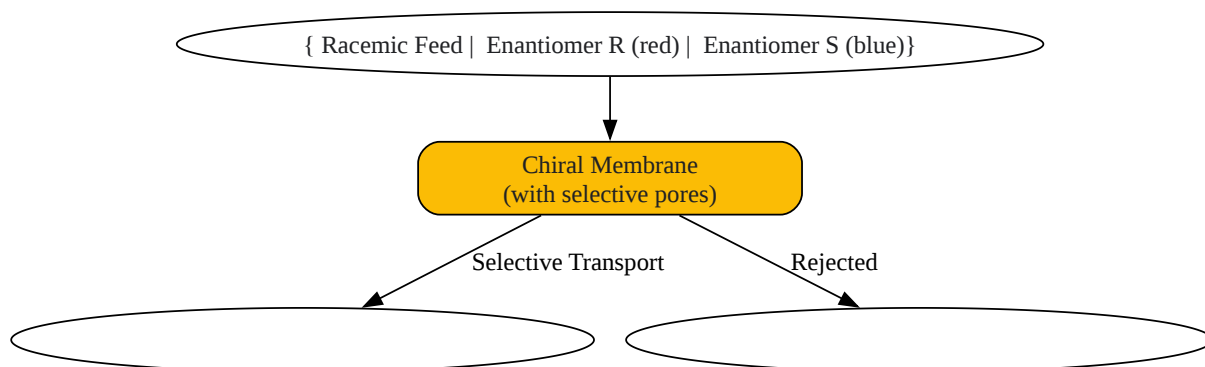 { Racemic Feed | Enantiomer R (red) | Enantiomer S (blue)}
Chiral Membrane
(with selective pores)
Selective Transport
Rejected